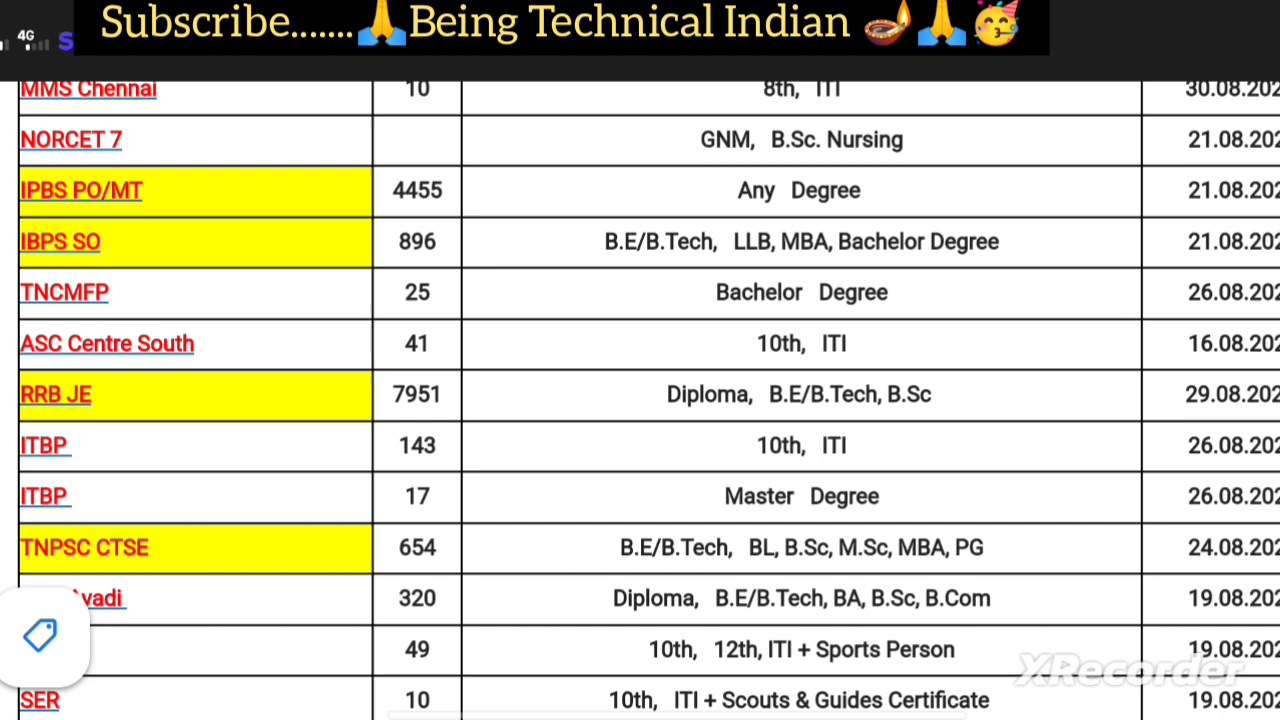 Subscribe.......🙏Being Technical Indian 🪔🙏🥳
4G S
MMS Chennai 10 8th, ITI 30.08.202
NORCET 7 GNM, B.Sc. Nursing 21.08.202
IPBS PO/MT 4455 Any Degree 21.08.202
IBPS SO 896 B.E/B.Tech, LLB, MBA, Bachelor Degree 21.08.202
TNCMFP 25 Bachelor Degree 26.08.202
ASC Centre South 41 10th, ITI 16.08.202
RRB JE 7951 Diploma, B.E/B.Tech, B.Sc 29.08.202
ITBP 143 10th, ITI 26.08.202
ITBP 17 Master Degree 26.08.202
TNPSC CTSE 654 B.E/B.Tech, BL, B.Sc, M.Sc, MBA, PG 24.08.202
320 Diploma, B.E/B.Tech, BA, B.Sc, B.Com 19.08.202
49 10th, 12th, ITI + Sports Person 19.08.202
XRecorder
SER 10 10th, ITI + Scouts & Guides Certificate 19.08.202